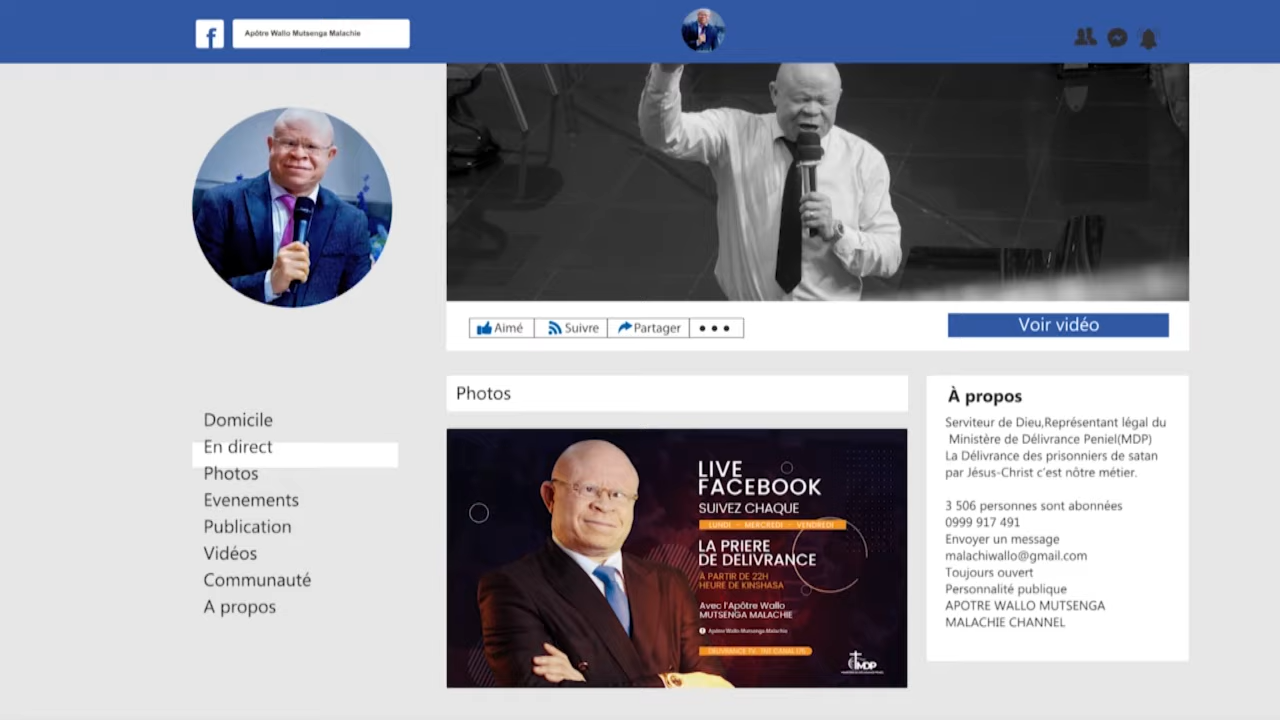 f
Apôtre Wallo Mutsenga Malachie
Domicile
En direct
Photos
Evenements
Publication
Vidéos
Communauté
A propos
Aimé
Suivre
Partager
Voir vidéo
Photos
LIVE
FACEBOOK
SUIVEZ CHAQUE
LUNDI - MERCREDI - VENDREDI
LA PRIERE
DE DELIVRANCE
A PARTIR DE 22H
HEURE DE KINSHASA
Avec l'Apôtre Wallo
MUTSENGA MALACHIE
Apôtre Wallo Mutsenga Malachie
DELIVRANCE TV
MDP
À propos
Serviteur de Dieu,Représentant légal du
Ministère de Délivrance Peniel(MDP)
La Délivrance des prisonniers de satan
par Jésus-Christ c'est nôtre métier.
3 506 personnes sont abonnées
0999 917 491
Envoyer un message
malachiwallo@gmail.com
Toujours ouvert
Personnalité publique
APOTRE WALLO MUTSENGA
MALACHIE CHANNEL